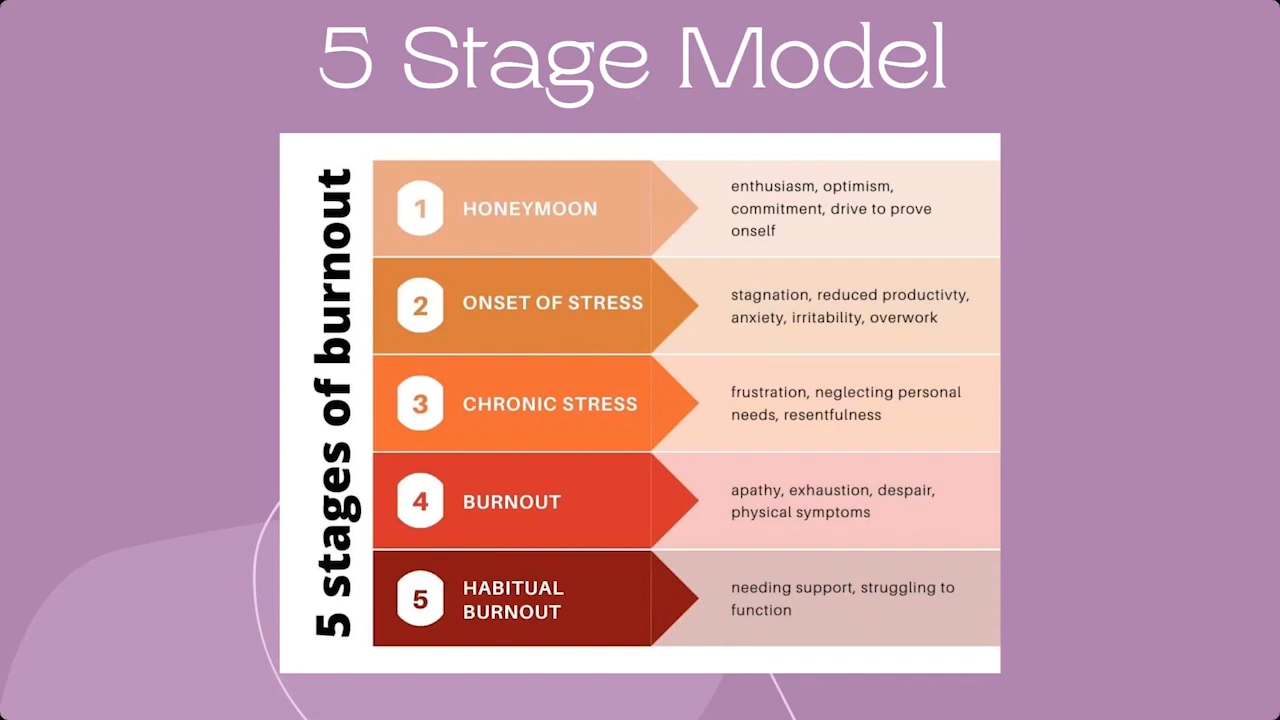 5 Stage Model
5 stages of burnout
1
HONEYMOON
enthusiasm, optimism,
commitment, drive to prove
onself
2
ONSET OF STRESS
stagnation, reduced productivty,
anxiety, irritability, overwork
3
CHRONIC STRESS
frustration, neglecting personal
needs, resentfulness
4
BURNOUT
apathy, exhaustion, despair,
physical symptoms
5
HABITUAL
BURNOUT
needing support, struggling to
function